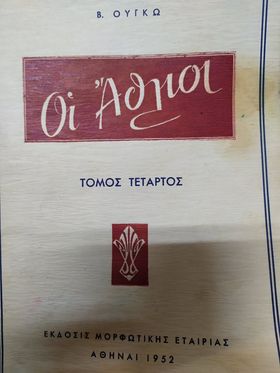 Β. ΟΥΓΚΩ
Οἱ Ἄθλιοι
ΤΟΜΟΣ ΤΕΤΑΡΤΟΣ
ΕΚΔΟΣΙΣ ΜΟΡΦΩΤΙΚΗΣ ΕΤΑΙΡΙΑΣ
ΑΘΗΝΑΙ 1952